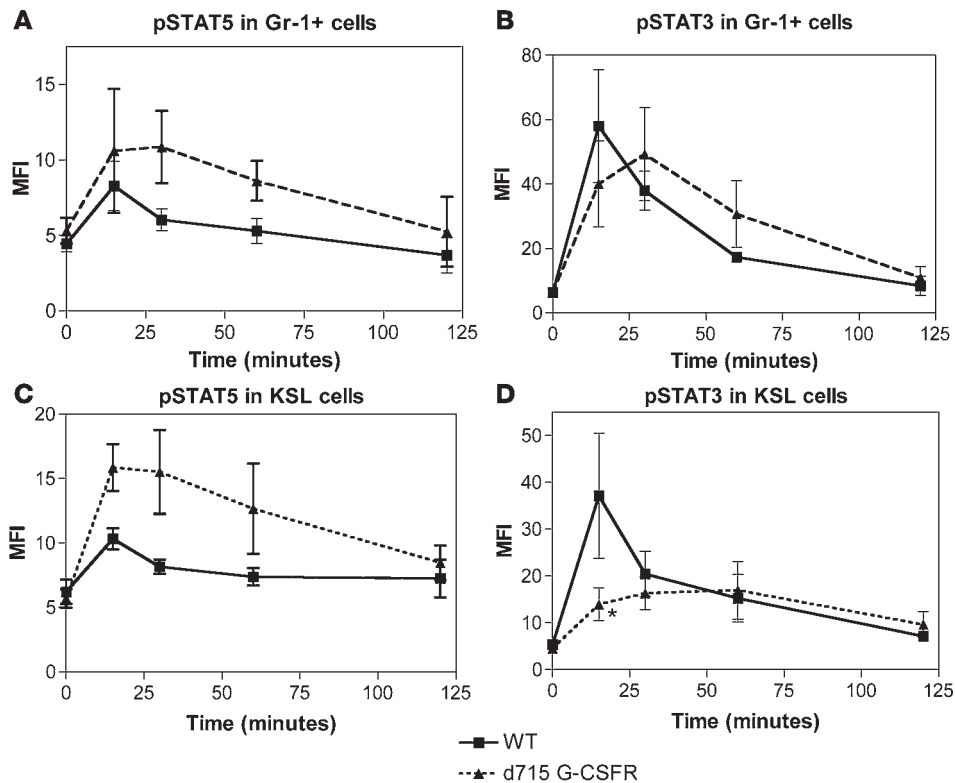 A
pSTAT5 in Gr-1+ cells
MFI
15
10
5
0
0 25 50 75 100 125
Time (minutes)
B
pSTAT3 in Gr-1+ cells
MFI
80
60
40
20
0
0 25 50 75 100 125
Time (minutes)
C
pSTAT5 in KSL cells
MFI
20
15
10
5
0
0 25 50 75 100 125
Time (minutes)
D
pSTAT3 in KSL cells
MFI
50
40
30
20
10
0
*
0 25 50 75 100 125
Time (minutes)
WT
d715 G-CSFR